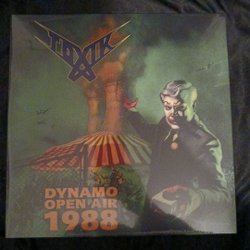 TOXIK
DYNAMO
OPEN AIR
1988